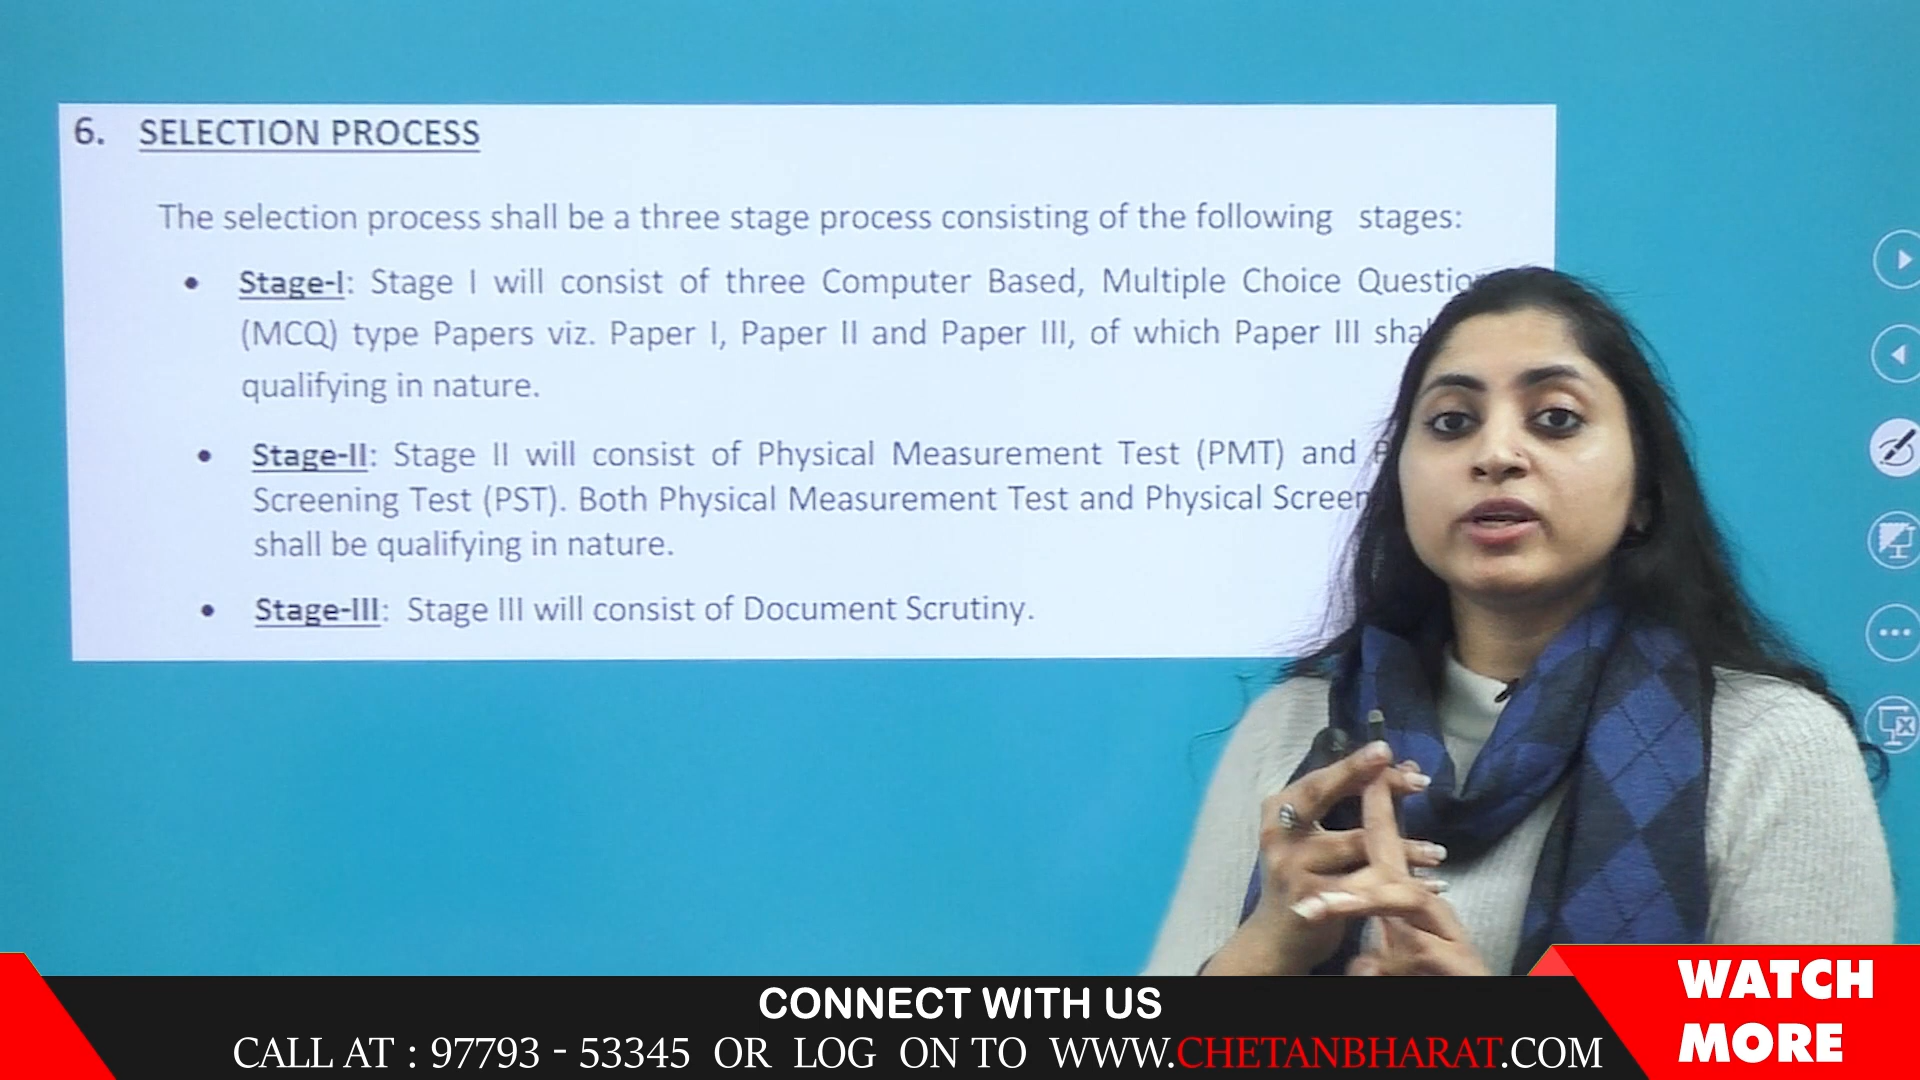 6. SELECTION PROCESS
The selection process shall be a three stage process consisting of the following stages:
• Stage-I: Stage I will consist of three Computer Based, Multiple Choice
(MCQ) type Papers viz. Paper I, Paper II and Paper III, of which Paper III
qualifying in nature.
• Stage-II: Stage II will consist of Physical Measurement Test (PMT) and
Screening Test (PST). Both Physical Measurement Test and Physical
shall be qualifying in nature.
• Stage-III: Stage III will consist of Document Scrutiny.
CONNECT WITH US
CALL AT : 97793 - 53345 OR LOG ON TO WWW.CHETANBHARAT.COM
WATCH
MORE